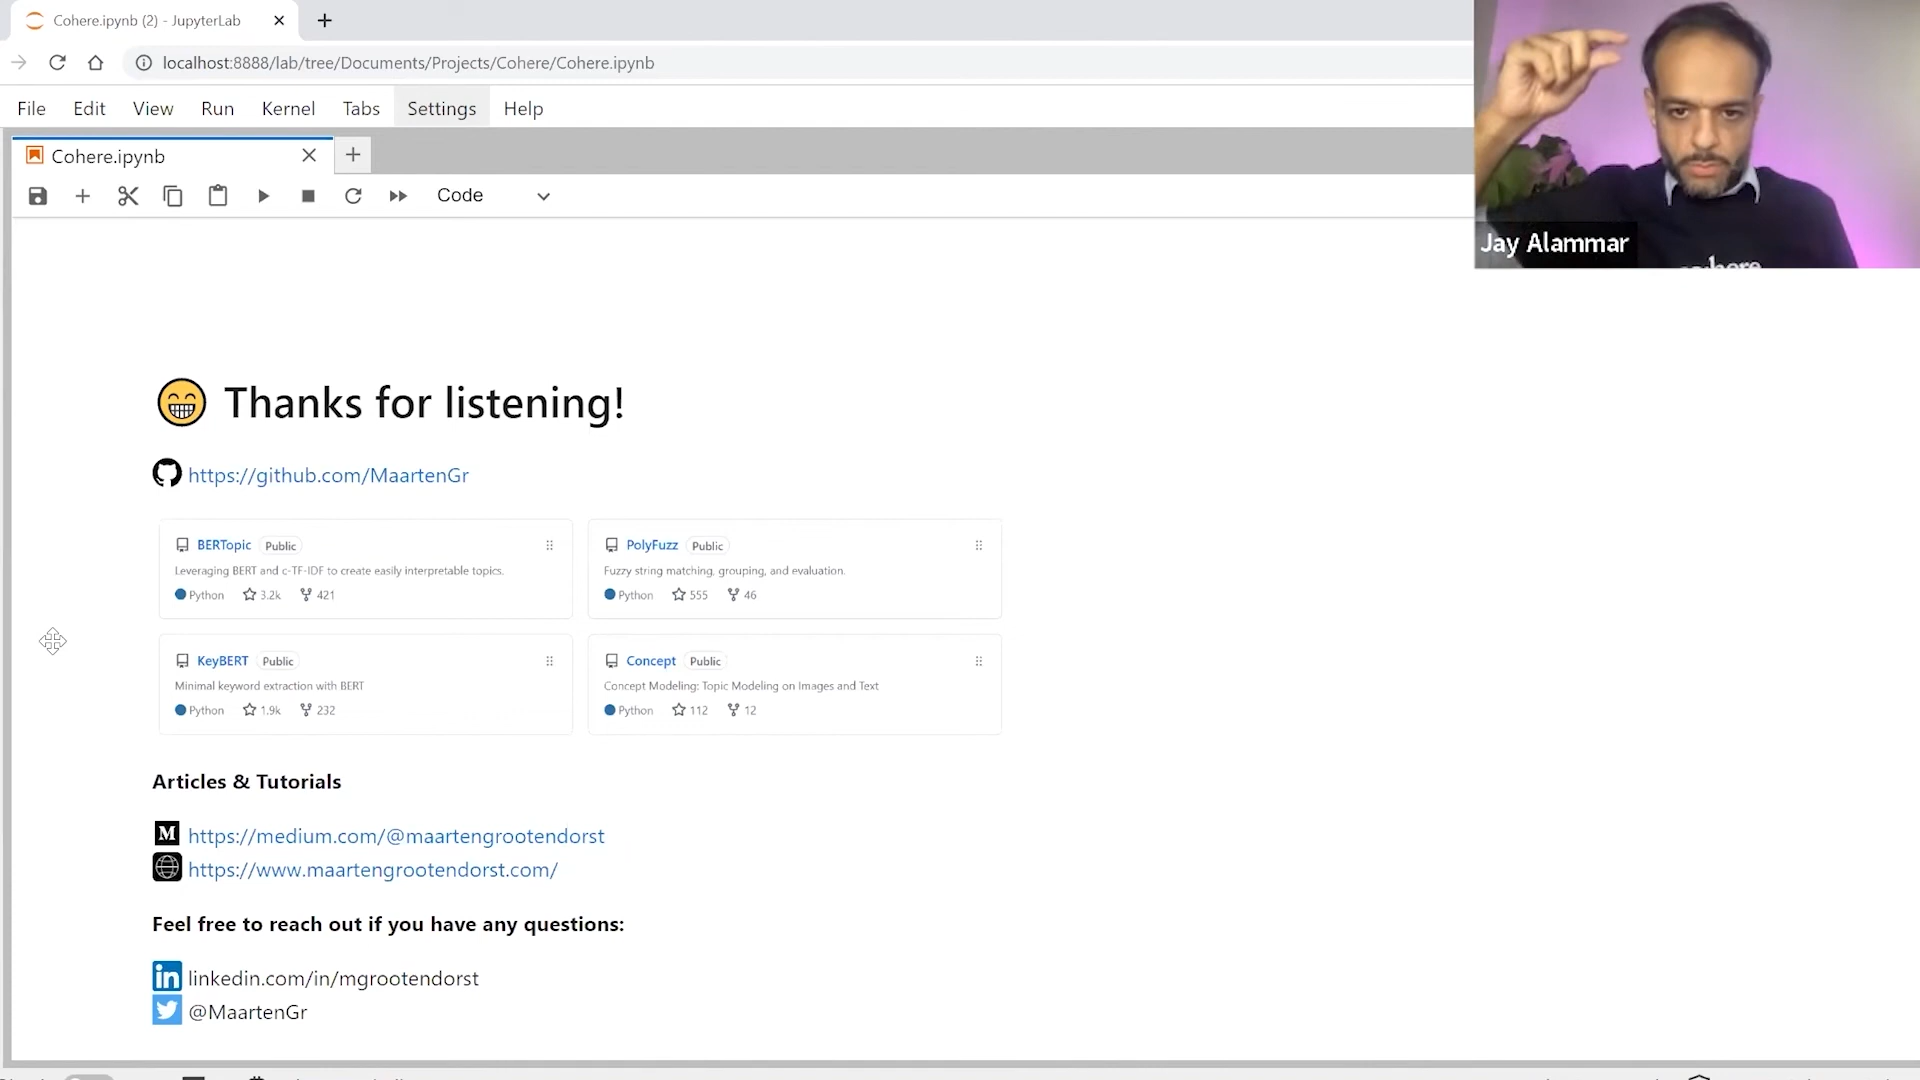 Cohere.ipynb (2) - JupyterLab
localhost:8888/lab/tree/Documents/Projects/Cohere/Cohere.ipynb
File Edit View Run Kernel Tabs Settings Help
Cohere.ipynb
Code
Jay Alammar
Thanks for listening!
https://github.com/MaartenGr
BERTopic Public
Leveraging BERT and c-TF-IDF to create easily interpretable topics.
Python 3.2k 421
PolyFuzz Public
Fuzzy string matching, grouping, and evaluation.
Python 555 46
KeyBERT Public
Minimal keyword extraction with BERT
Python 1.9k 232
Concept Public
Concept Modeling: Topic Modeling on Images and Text
Python 112 12
Articles & Tutorials
M https://medium.com/@maartengrootendorst
https://www.maartengrootendorst.com/
Feel free to reach out if you have any questions:
in linkedin.com/in/mgrootendorst
@MaartenGr